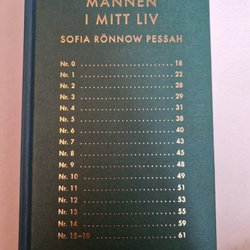 MÄNNEN
I MITT LIV
SOFIA RÖNNOW PESSAH
Nr. 0 ........................ 18
Nr. 1 ........................ 22
Nr. 2 ........................ 28
Nr. 3 ........................ 29
Nr. 4 ........................ 31
Nr. 5 ........................ 38
Nr. 6 ........................ 40
Nr. 7 ........................ 43
Nr. 8 ........................ 45
Nr. 9 ........................ 48
Nr. 10 ........................ 49
Nr. 11 ........................ 51
Nr. 12 ........................ 53
Nr. 13 ........................ 55
Nr. 14 ........................ 59
Nr. 15–19 ........................ 61